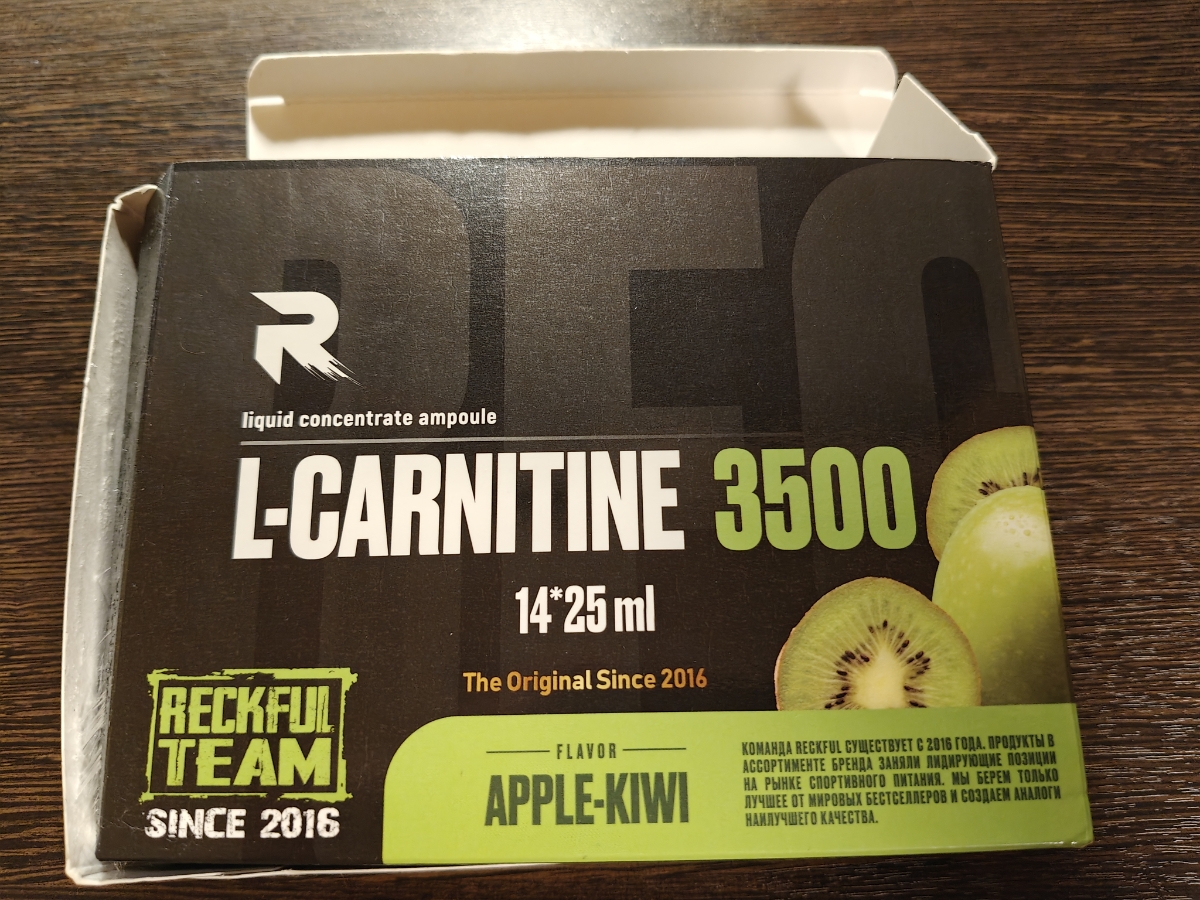 R
liquid concentrate ampoule
L-CARNITINE 3500
14*25 ml
The Original Since 2016
RECKFUL
TEAM
SINCE 2016
FLAVOR
APPLE-KIWI
КОМАНДА RECKFUL СУЩЕСТВУЕТ С 2016 ГОДА. ПРОДУКТЫ В
АССОРТИМЕНТЕ БРЕНДА ЗАНЯЛИ ЛИДИРУЮЩИЕ ПОЗИЦИИ
НА РЫНКЕ СПОРТИВНОГО ПИТАНИЯ. МЫ БЕРЕМ ТОЛЬКО
ЛУЧШЕЕ ОТ МИРОВЫХ БЕСТСЕЛЛЕРОВ И СОЗДАЕМ АНАЛОГИ
НАИЛУЧШЕГО КАЧЕСТВА.